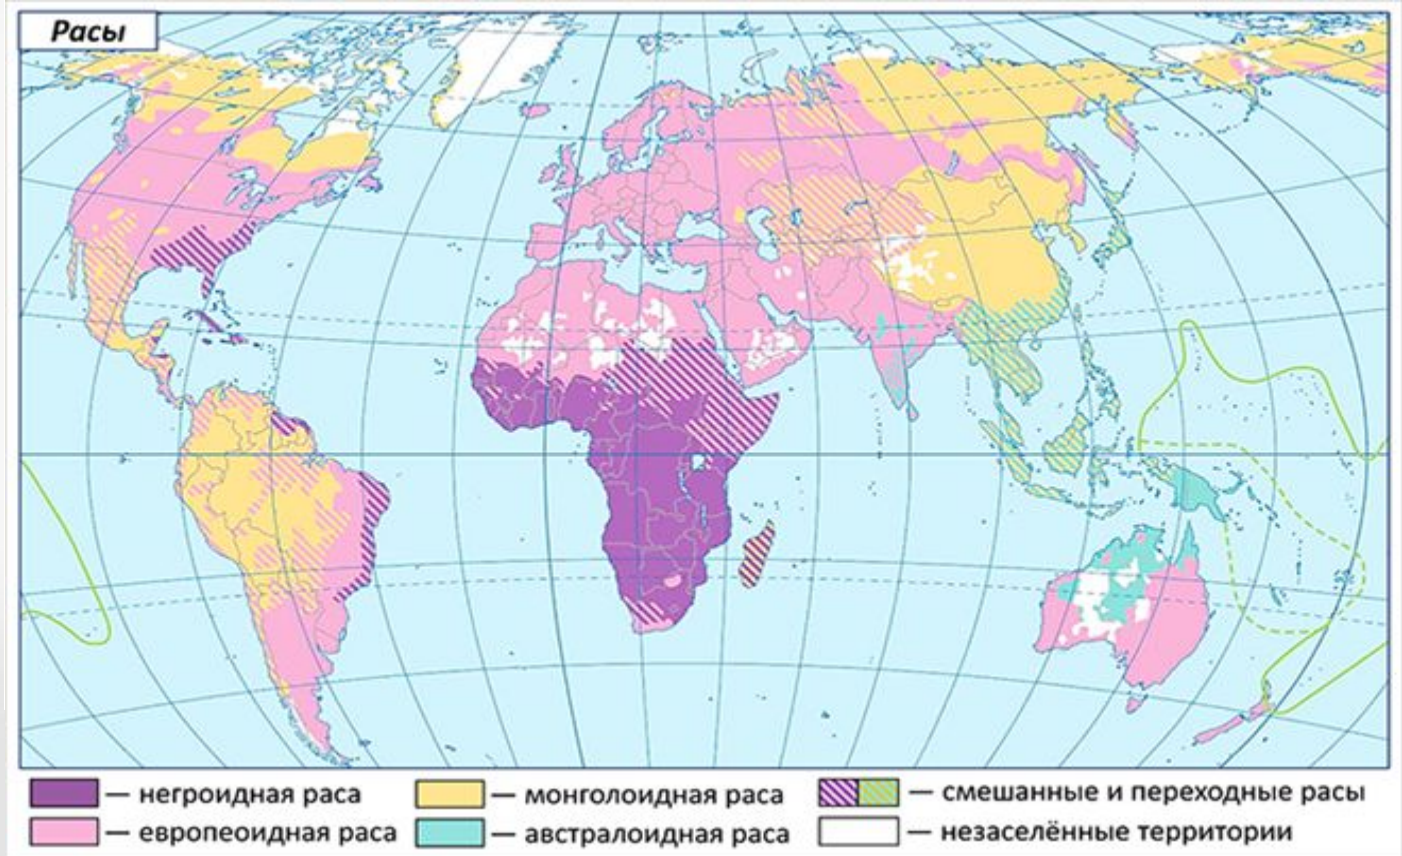 Расы
— негроидная раса
— монголоидная раса
— смешанные и переходные расы
— европеоидная раса
— австралоидная раса
— незаселённые территории